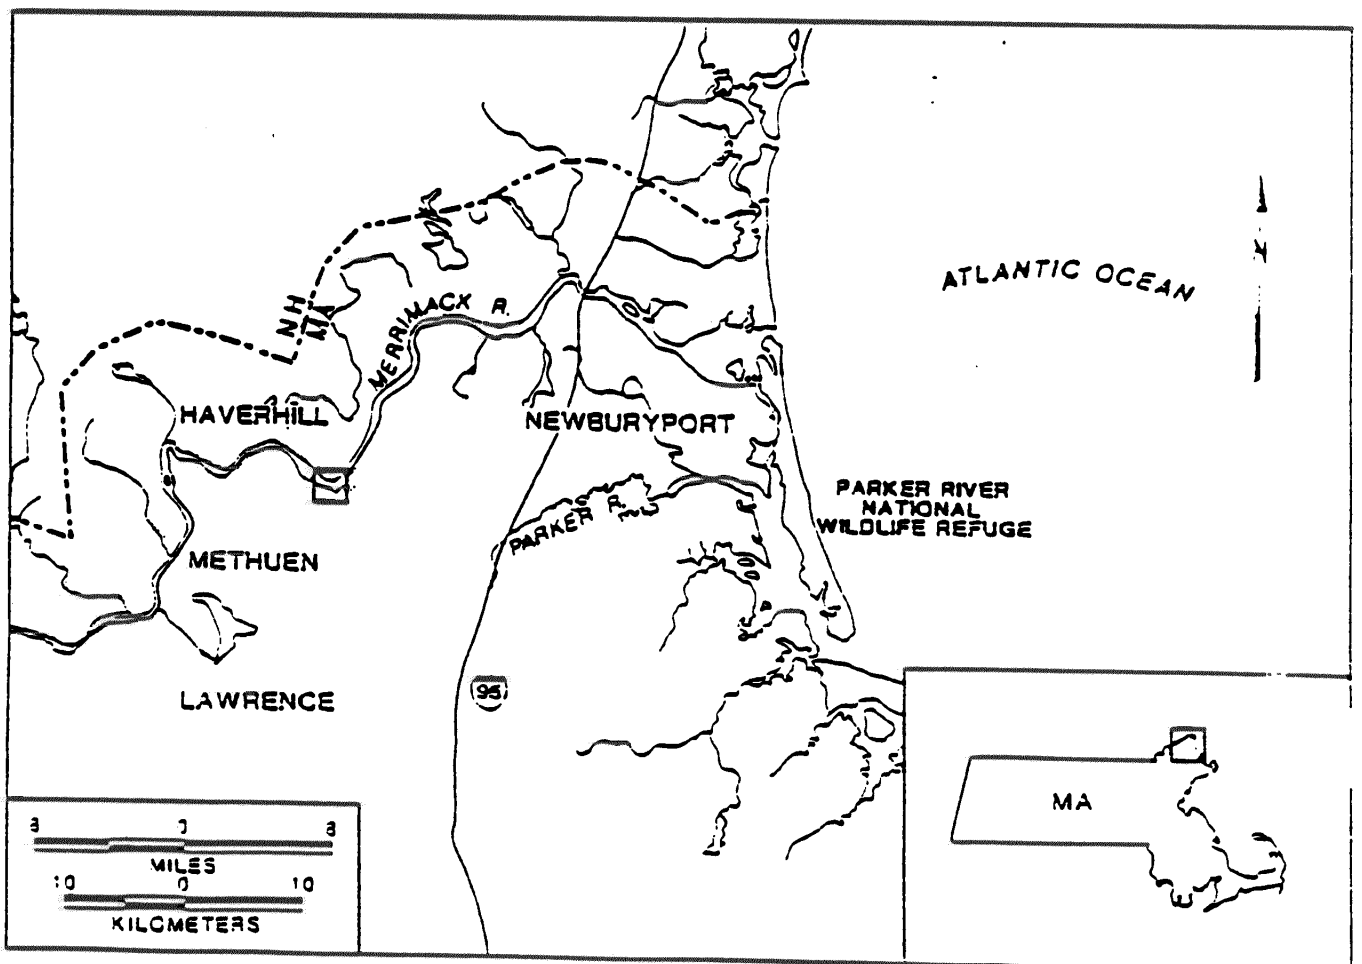 ATLANTIC OCEAN
N
NH
MA
MERRIMACK R.
HAVERHILL
NEWBURYPORT
PARKER RIVER
NATIONAL
WILDLIFE REFUGE
PARKER R.
METHUEN
LAWRENCE
95
MA
8 0 8
MILES
10 0 10
KILOMETERS